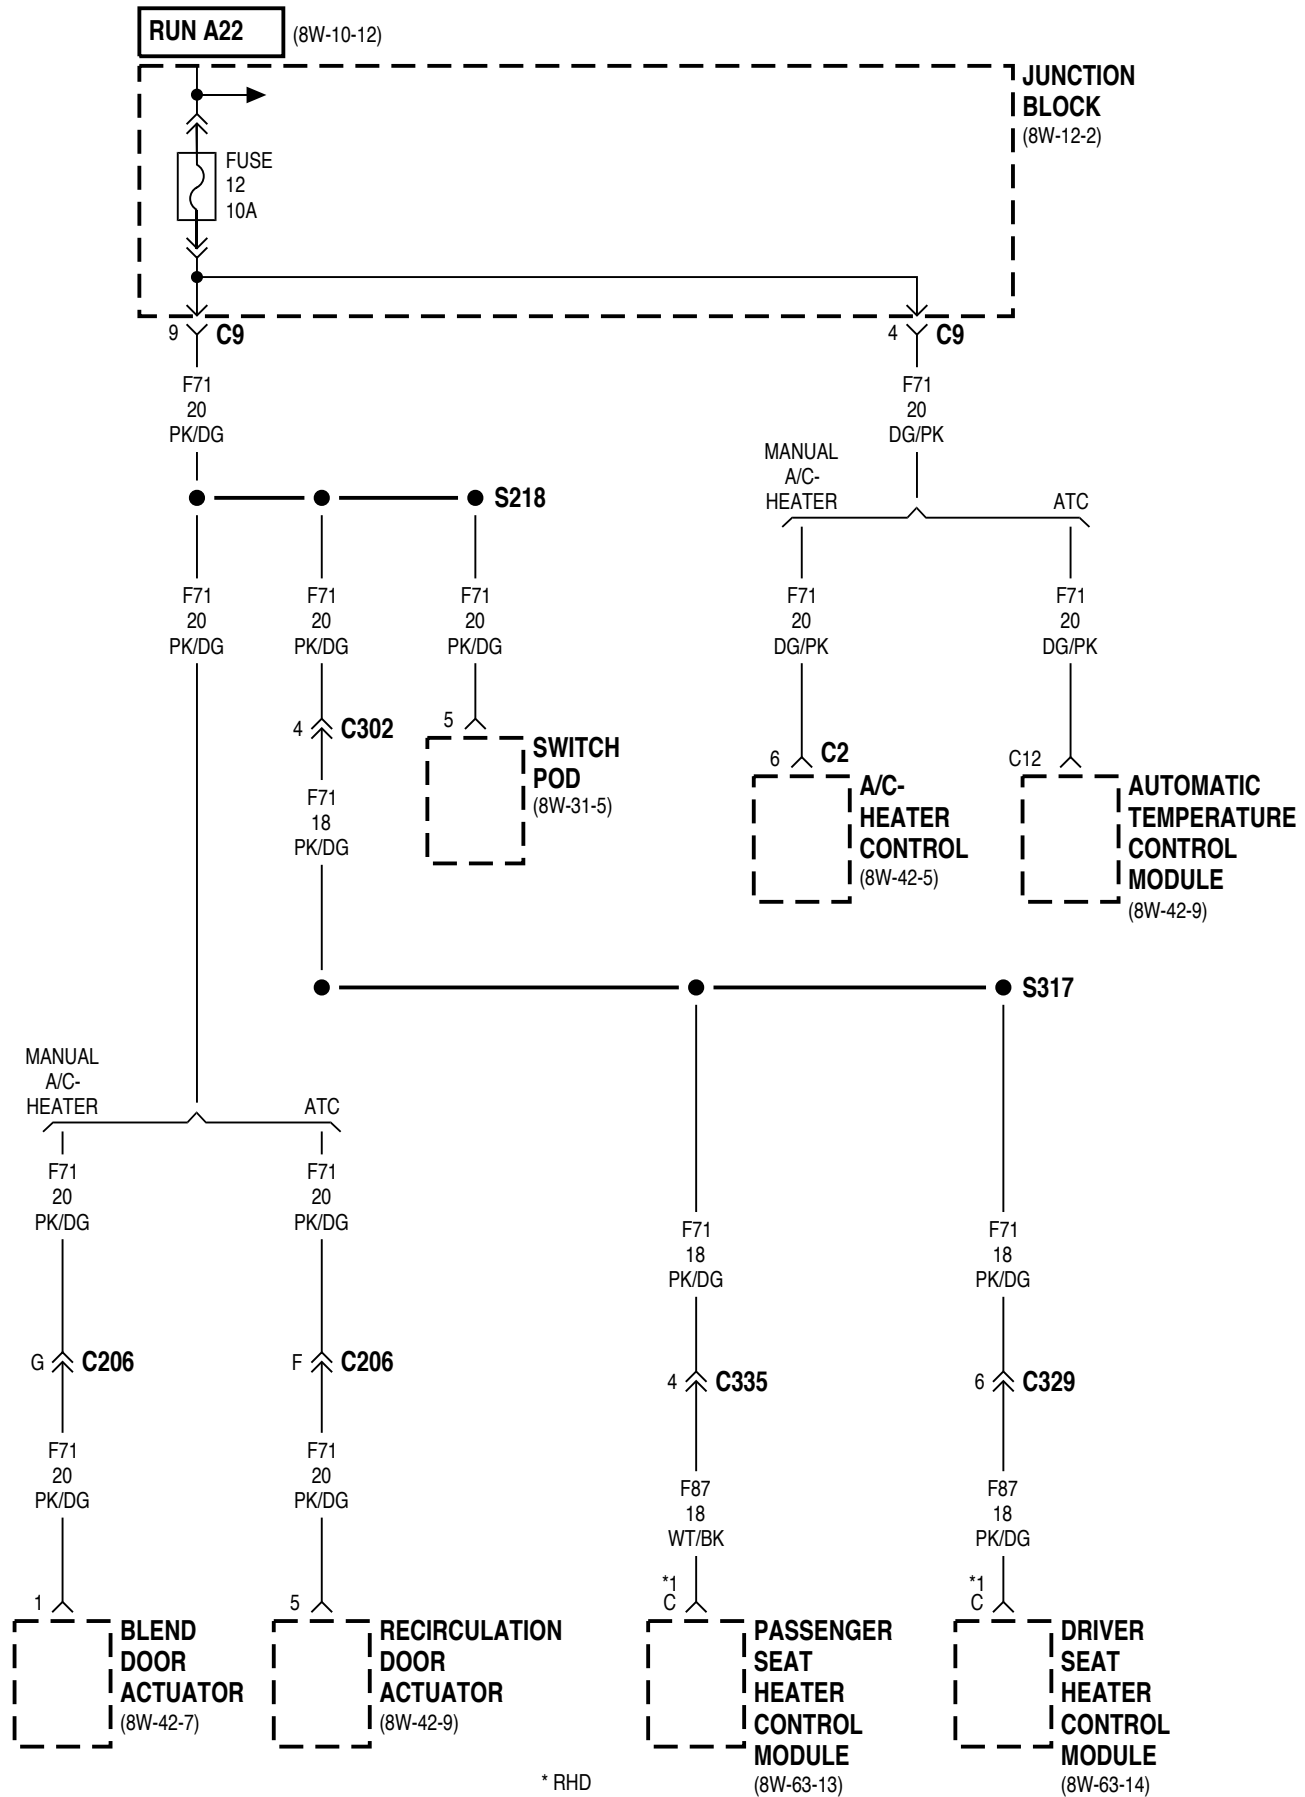 RUN A22 (8W-10-12)
JUNCTION
BLOCK
(8W-12-2)
FUSE
12
10A
9 C9
4 C9
F71
20
PK/DG
F71
20
DG/PK
MANUAL
A/C-
HEATER
ATC
S218
F71
20
PK/DG
F71
20
PK/DG
F71
20
PK/DG
F71
20
DG/PK
F71
20
DG/PK
4 C302
5
SWITCH
POD
(8W-31-5)
6 C2
A/C-
HEATER
CONTROL
(8W-42-5)
C12
AUTOMATIC
TEMPERATURE
CONTROL
MODULE
(8W-42-9)
F71
18
PK/DG
S317
MANUAL
A/C-
HEATER
ATC
F71
20
PK/DG
F71
20
PK/DG
F71
18
PK/DG
F71
18
PK/DG
G C206
F C206
4 C335
6 C329
F71
20
PK/DG
F71
20
PK/DG
F87
18
WT/BK
F87
18
PK/DG
1
BLEND
DOOR
ACTUATOR
(8W-42-7)
5
RECIRCULATION
DOOR
ACTUATOR
(8W-42-9)
*1
C
PASSENGER
SEAT
HEATER
CONTROL
MODULE
(8W-63-13)
*1
C
DRIVER
SEAT
HEATER
CONTROL
MODULE
(8W-63-14)
* RHD